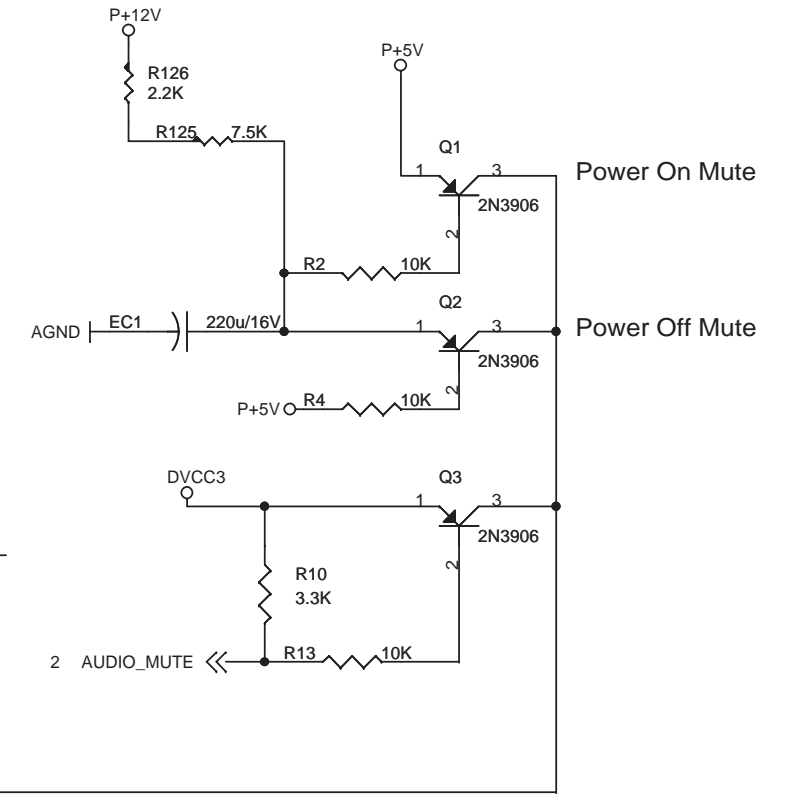 P+12V
R126
2.2K
P+5V
R125 7.5K
Q1
1 3
Power On Mute
2N3906
2
R2 10K
Q2
AGND EC1 220u/16V 1 3
Power Off Mute
2N3906
2
P+5V R4 10K
DVCC3
Q3
1 3
2N3906
2
R10
3.3K
2 AUDIO_MUTE R13 10K